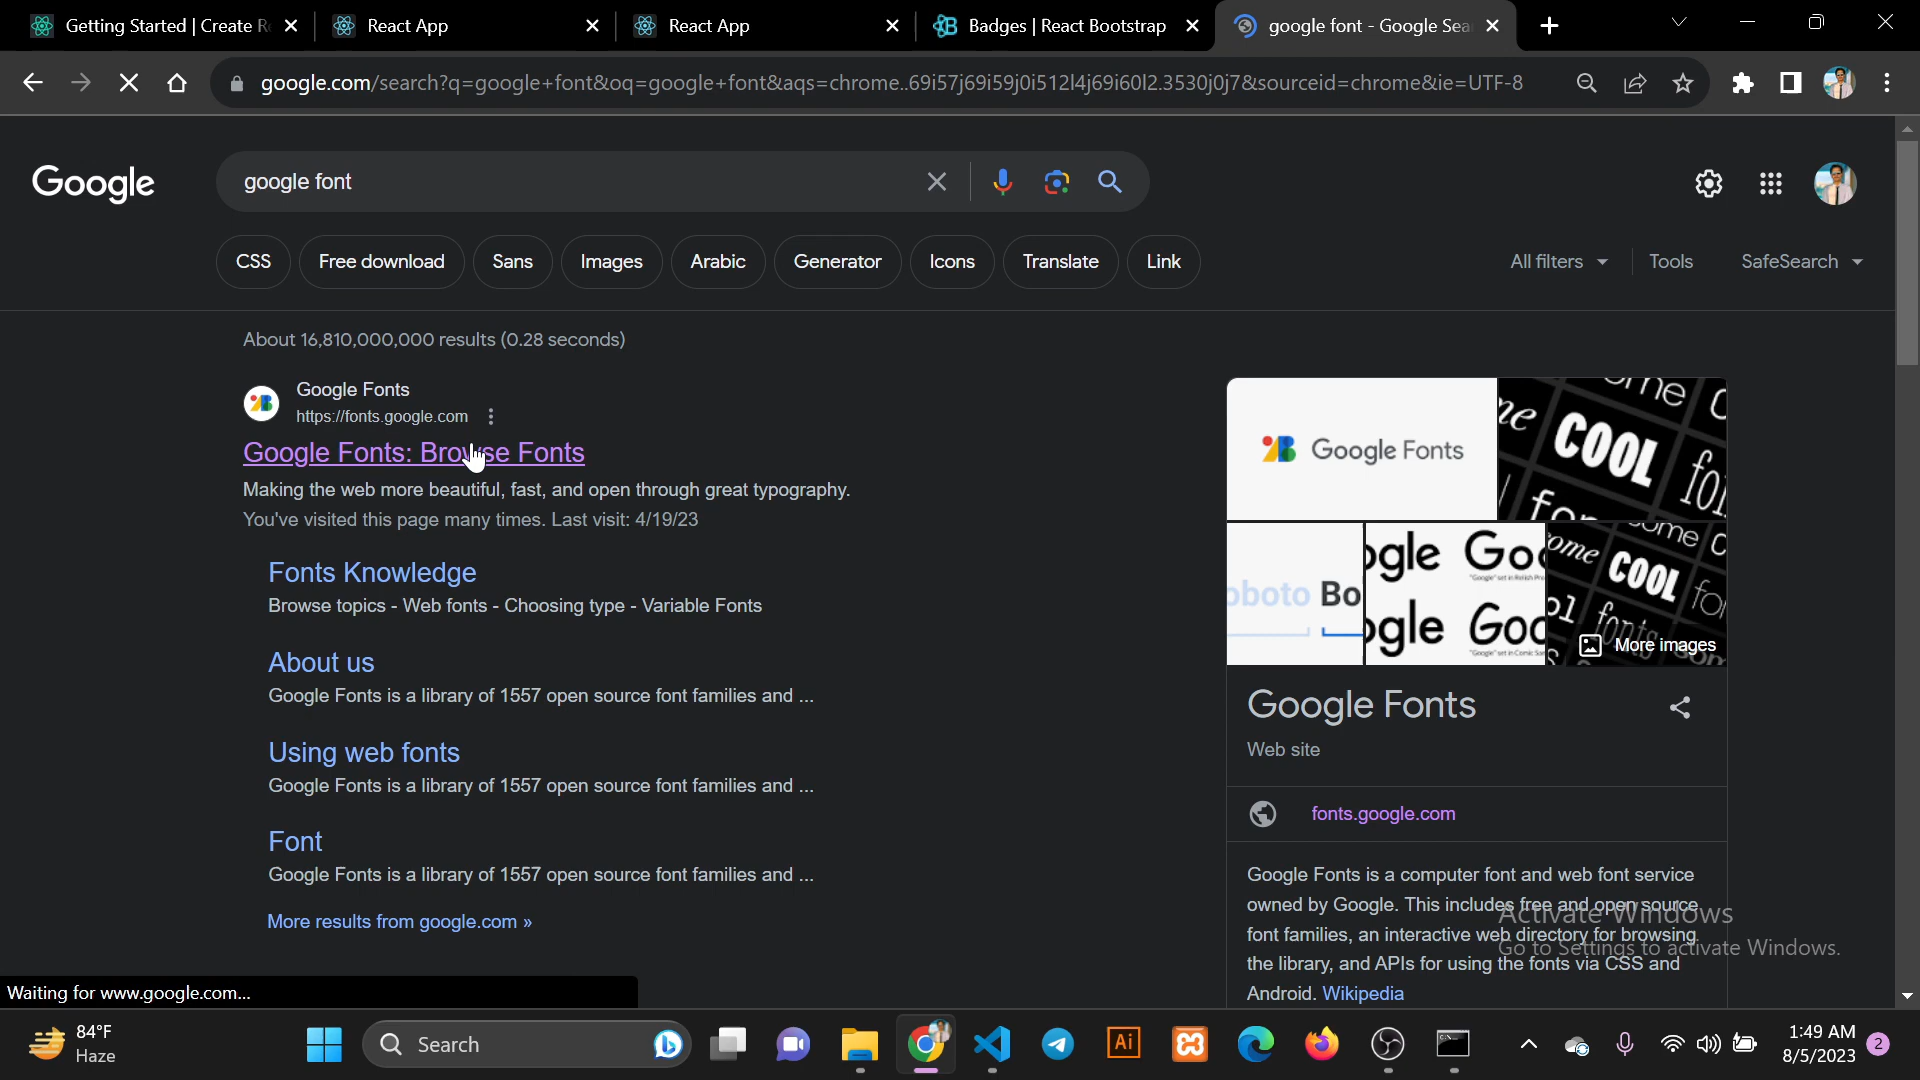 Getting Started | Create R
React App
React App
Badges | React Bootstrap
google font - Google Sea
google.com/search?q=google+font&oq=google+font&aqs=chrome..69i57j69i59j0i512l4j69i60l2.3530j0j7&sourceid=chrome&ie=UTF-8
Google
google font
CSS
Free download
Sans
Images
Arabic
Generator
Icons
Translate
Link
All filters
Tools
SafeSearch
About 16,810,000,000 results (0.28 seconds)
Google Fonts
https://fonts.google.com
Google Fonts: Browse Fonts
Making the web more beautiful, fast, and open through great typography.
You've visited this page many times. Last visit: 4/19/23
Fonts Knowledge
Browse topics - Web fonts - Choosing type - Variable Fonts
About us
Google Fonts is a library of 1557 open source font families and ...
Using web fonts
Google Fonts is a library of 1557 open source font families and ...
Font
Google Fonts is a library of 1557 open source font families and ...
More results from google.com »
Google Fonts
COOL
COOL
More images
Google Fonts
Web site
fonts.google.com
Google Fonts is a computer font and web font service
owned by Google. This includes free and open source
font families, an interactive web directory for browsing
the library, and APIs for using the fonts via CSS and
Android. Wikipedia
Activate Windows
Go to Settings to activate Windows.
Waiting for www.google.com...
84°F
Haze
Search
Ai
1:49 AM
8/5/2023
2